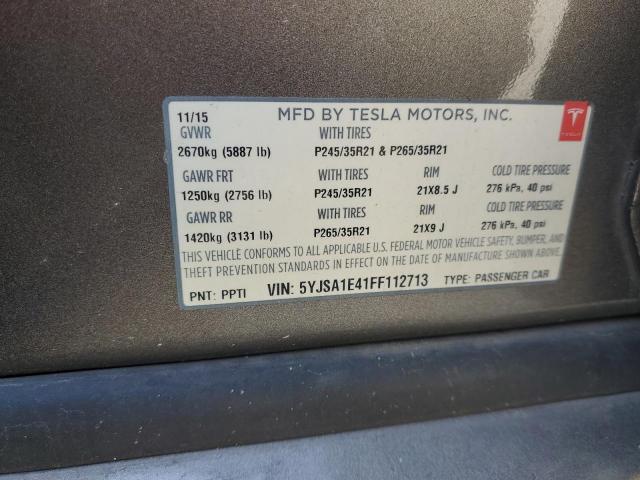 11/15 MFD BY TESLA MOTORS, INC.
TESLA
GVWR WITH TIRES
2670kg (5887 lb) P245/35R21 & P265/35R21
GAWR FRT WITH TIRES RIM COLD TIRE PRESSURE
1250kg (2756 lb) P245/35R21 21X8.5 J 276 kPa, 40 psi
GAWR RR WITH TIRES RIM COLD TIRE PRESSURE
1420kg (3131 lb) P265/35R21 21X9 J 276 kPa, 40 psi
THIS VEHICLE CONFORMS TO ALL APPLICABLE U.S. FEDERAL MOTOR VEHICLE SAFETY, BUMPER, AND
THEFT PREVENTION STANDARDS IN EFFECT ON THE DATE OF MANUFACTURE SHOWN ABOVE.
PNT: PPTI VIN: 5YJSA1E41FF112713 TYPE: PASSENGER CAR